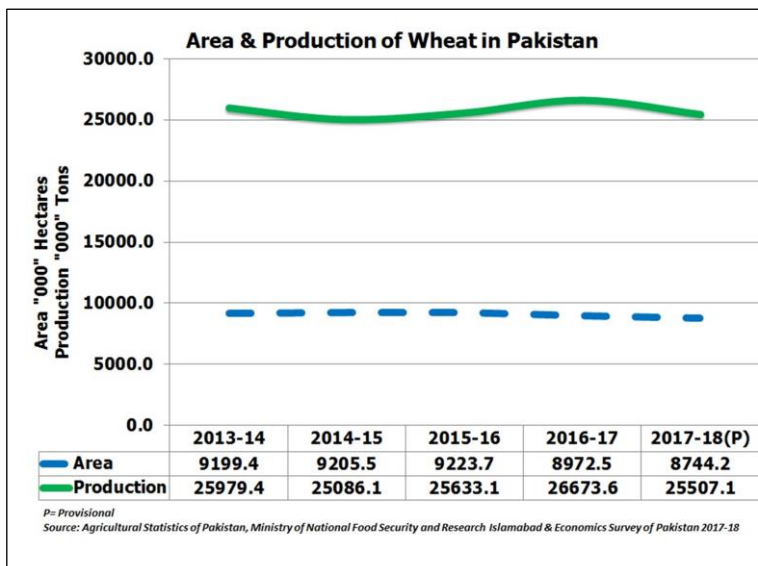 Area & Production of Wheat in Pakistan
30000.0
25000.0
20000.0
15000.0
10000.0
5000.0
0.0
Area "000" Hectares
Production "000" Tons
2013-14 2014-15 2015-16 2016-17 2017-18(P)
Area 9199.4 9205.5 9223.7 8972.5 8744.2
Production 25979.4 25086.1 25633.1 26673.6 25507.1
P= Provisional
Source: Agricultural Statistics of Pakistan, Ministry of National Food Security and Research Islamabad & Economics Survey of Pakistan 2017-18